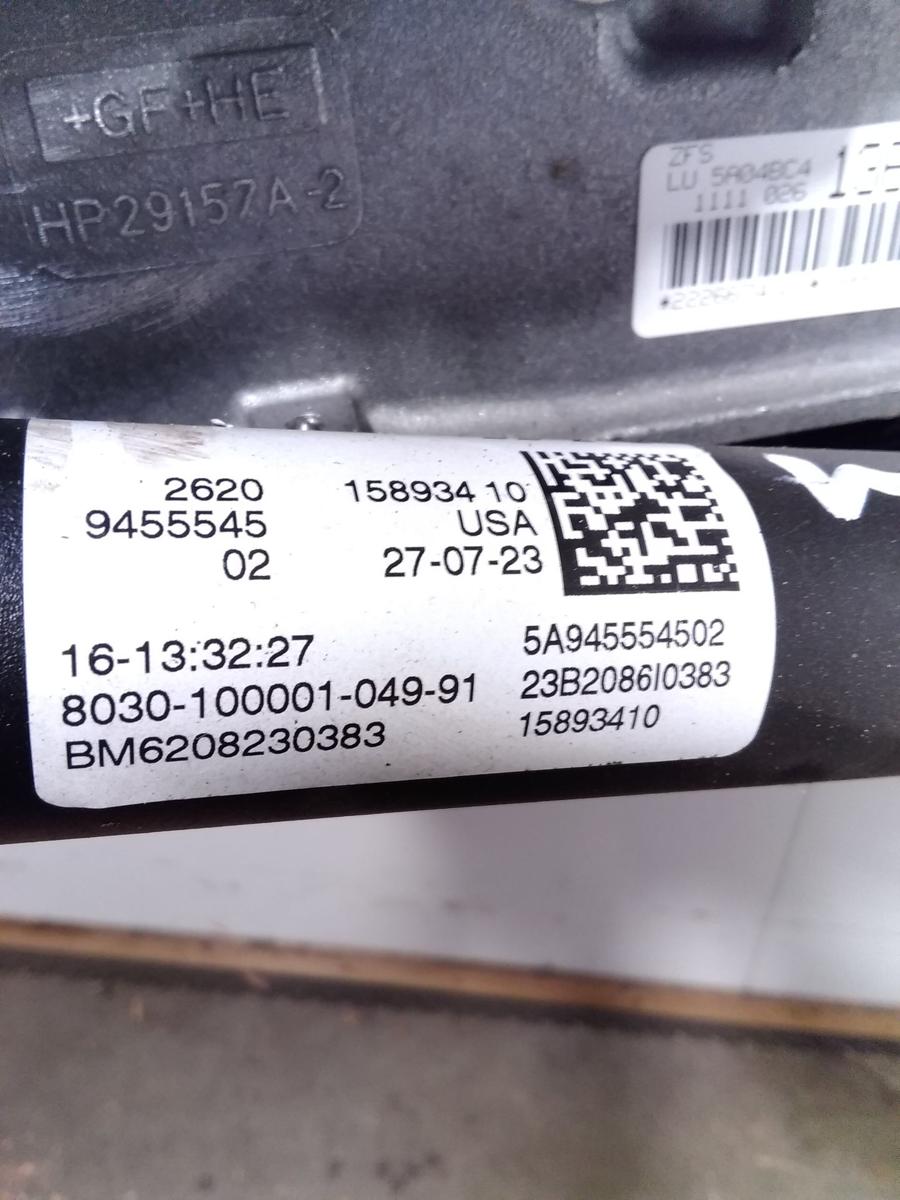 +GF+HE
HP29157A-2
ZFS
LU 5A04BC4
1111 026
2620
9455545
02
158934 10
USA
27-07-23
16-13:32:27
8030-100001-049-91
BM6208230383
5A945554502
23B2086I0383
15893410